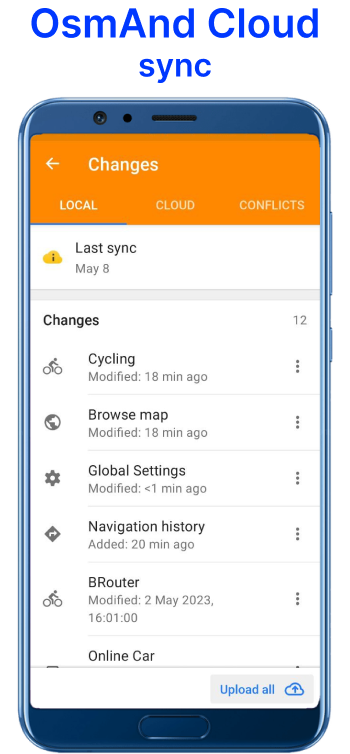 OsmAnd Cloud
sync
Changes
LOCAL CLOUD CONFLICTS
Last sync
May 8
Changes 12
Cycling
Modified: 18 min ago
Browse map
Modified: 18 min ago
Global Settings
Modified: <1 min ago
Navigation history
Added: 20 min ago
BRouter
Modified: 2 May 2023,
16:01:00
Online Car
Upload all